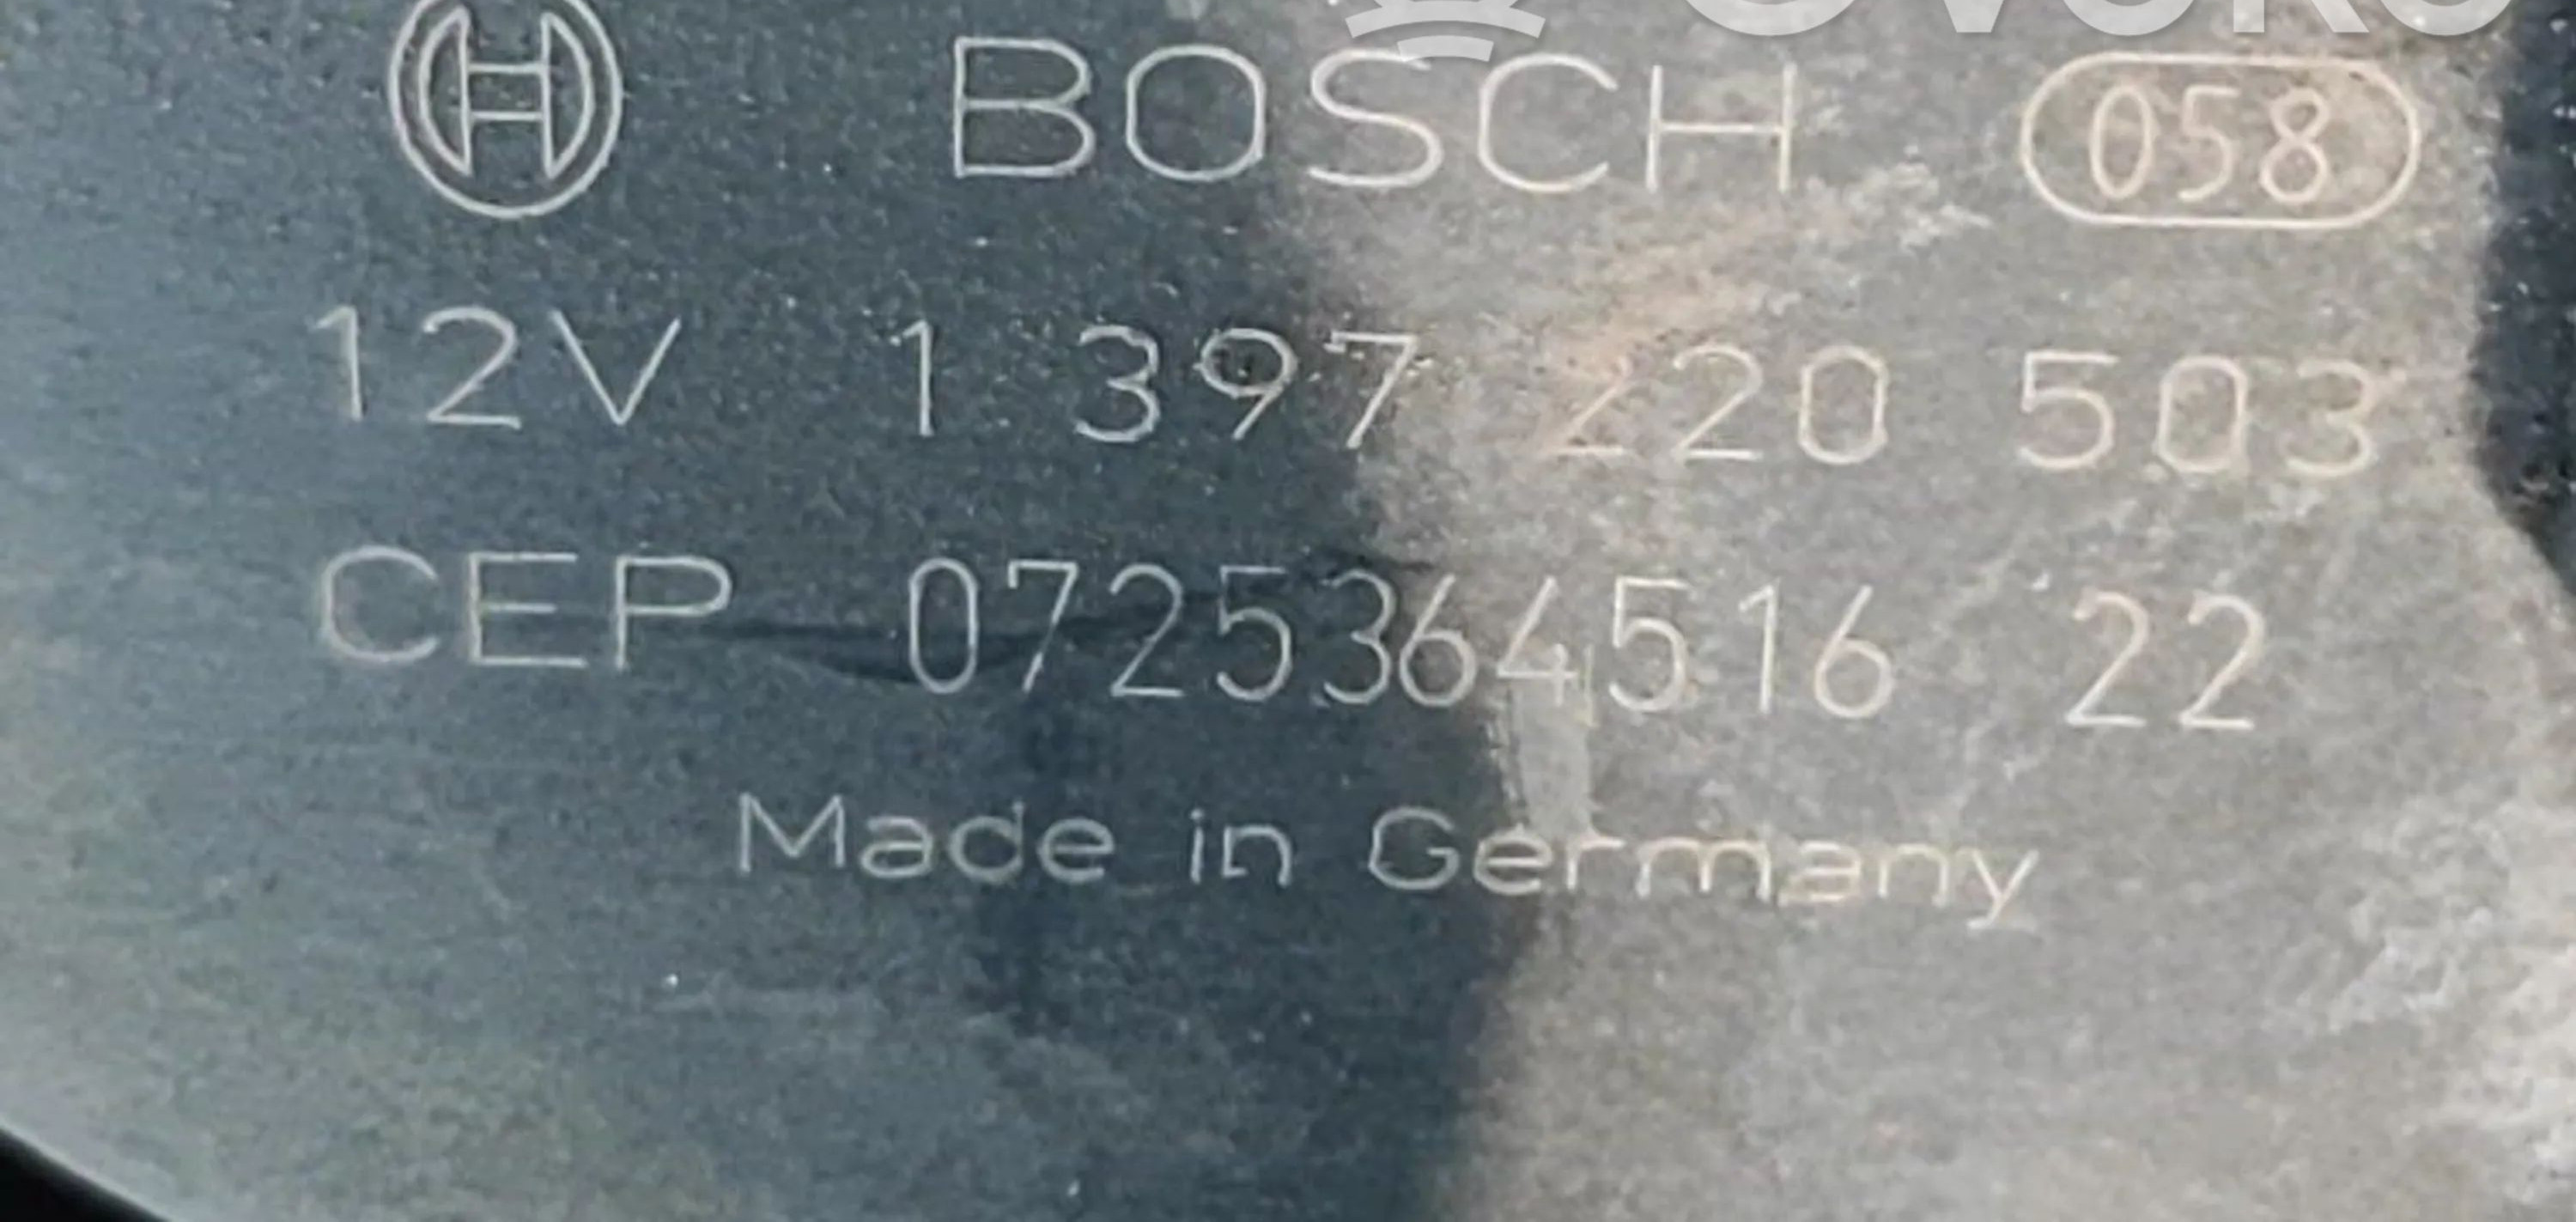 BOSCH 058
12V 1 397 220 503
CEP 0725364516 22
Made in Germany